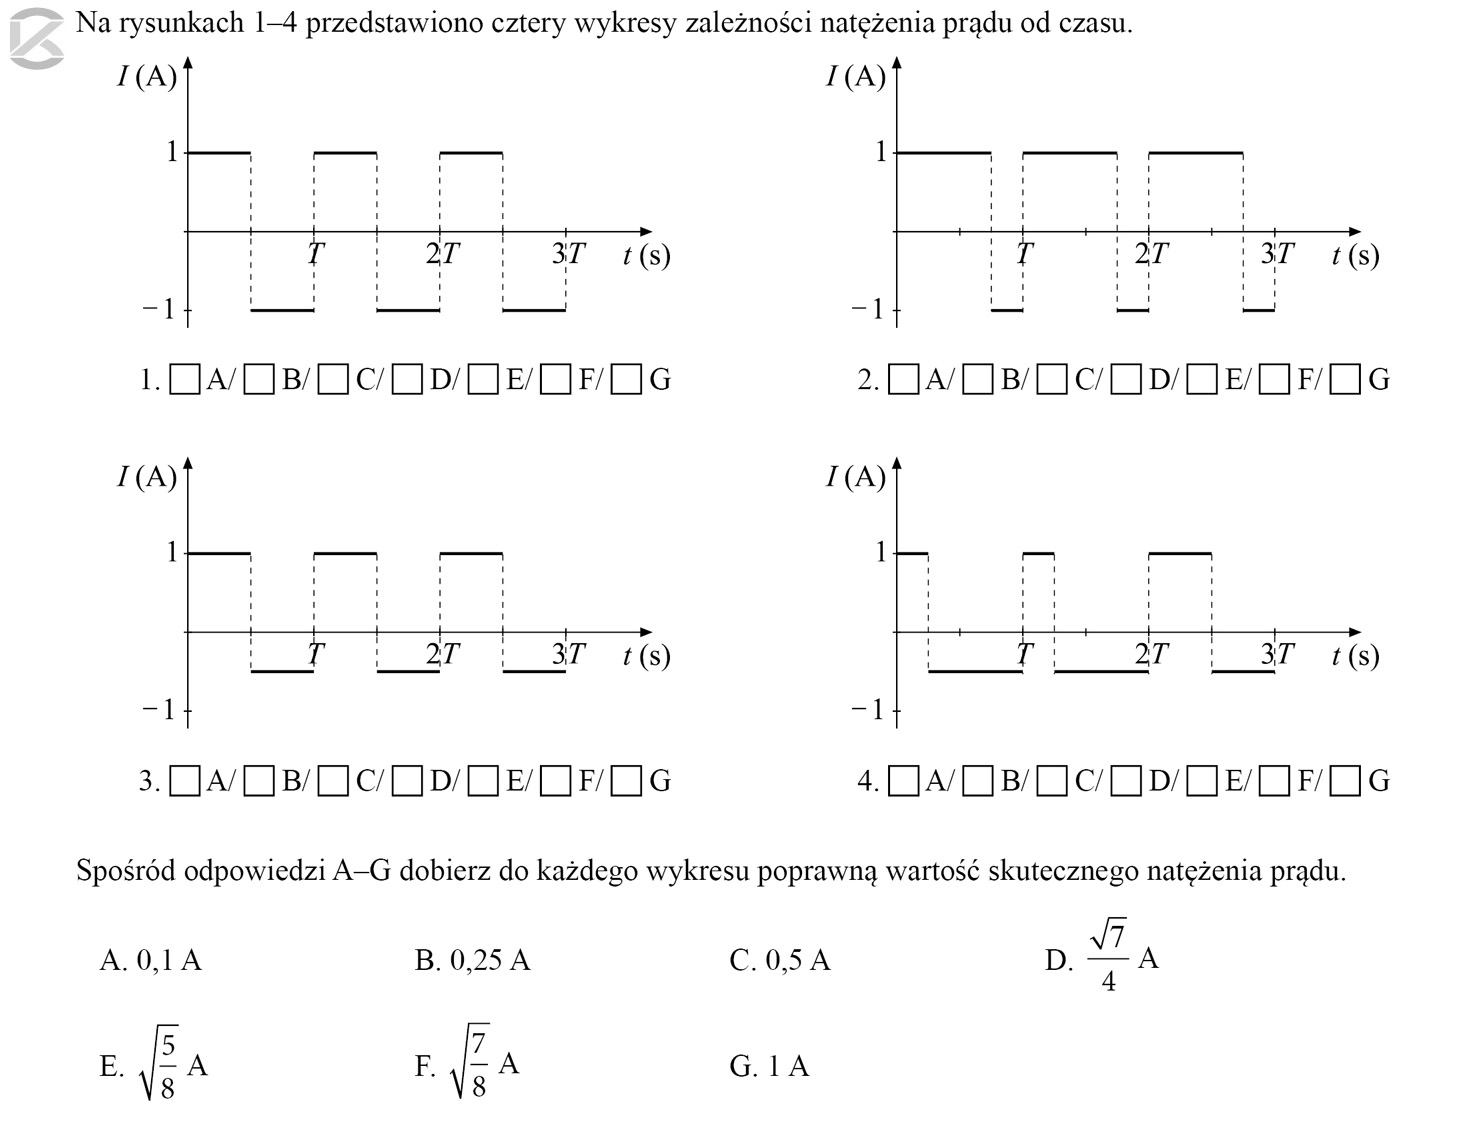 Na rysunkach 1–4 przedstawiono cztery wykresy zależności natężenia prądu od czasu.
I (A)
1
T 2T 3T t (s)
−1
1. □ A/ □ B/ □ C/ □ D/ □ E/ □ F/ □ G
I (A)
1
T 2T 3T t (s)
−1
2. □ A/ □ B/ □ C/ □ D/ □ E/ □ F/ □ G
I (A)
1
T 2T 3T t (s)
−1
3. □ A/ □ B/ □ C/ □ D/ □ E/ □ F/ □ G
I (A)
1
T 2T 3T t (s)
−1
4. □ A/ □ B/ □ C/ □ D/ □ E/ □ F/ □ G
Spośród odpowiedzi A–G dobierz do każdego wykresu poprawną wartość skutecznego natężenia prądu.
A. 0,1 A B. 0,25 A C. 0,5 A D. √7/4 A
E. √(5/8) A F. √(7/8) A G. 1 A